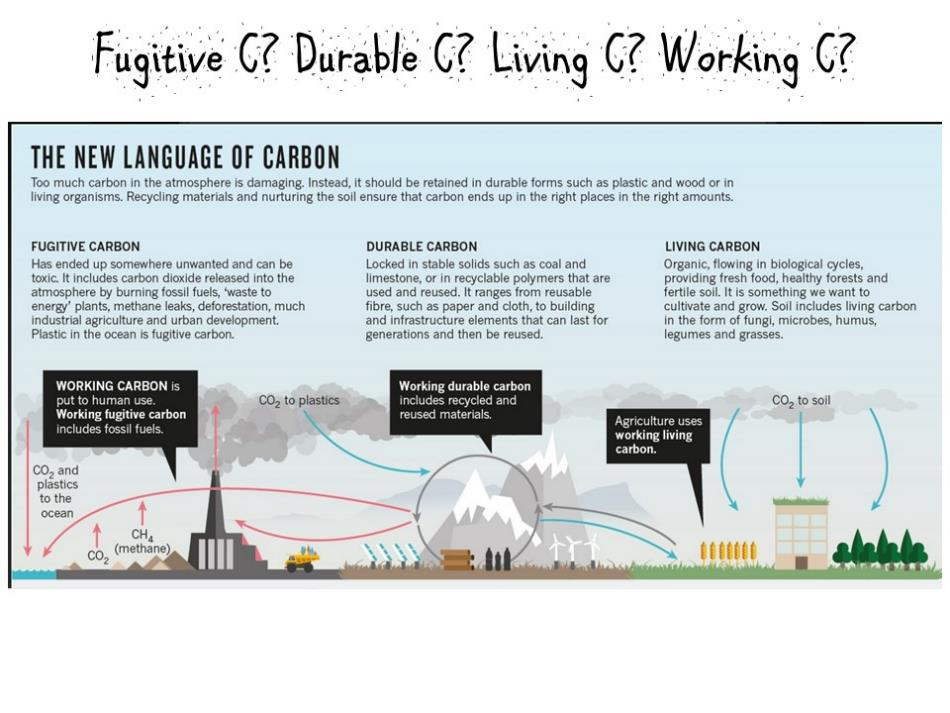 Fugitive C? Durable C? Living C? Working C?
THE NEW LANGUAGE OF CARBON
Too much carbon in the atmosphere is damaging. Instead, it should be retained in durable forms such as plastic and wood or in
living organisms. Recycling materials and nurturing the soil ensure that carbon ends up in the right places in the right amounts.
FUGITIVE CARBON
Has ended up somewhere unwanted and can be
toxic. It includes carbon dioxide released into the
atmosphere by burning fossil fuels, ‘waste to
energy’ plants, methane leaks, deforestation, much
industrial agriculture and urban development.
Plastic in the ocean is fugitive carbon.
DURABLE CARBON
Locked in stable solids such as coal and
limestone, or in recyclable polymers that are
used and reused. It ranges from reusable
fibre, such as paper and cloth, to building
and infrastructure elements that can last for
generations and then be reused.
LIVING CARBON
Organic, flowing in biological cycles,
providing fresh food, healthy forests and
fertile soil. It is something we want to
cultivate and grow. Soil includes living carbon
in the form of fungi, microbes, humus,
legumes and grasses.
WORKING CARBON is
put to human use.
Working fugitive carbon
includes fossil fuels.
CO₂ to plastics
Working durable carbon
includes recycled and
reused materials.
Agriculture uses
working living
carbon.
CO₂ to soil
CO₂ and
plastics
to the
ocean
CO₂
CH₄
(methane)